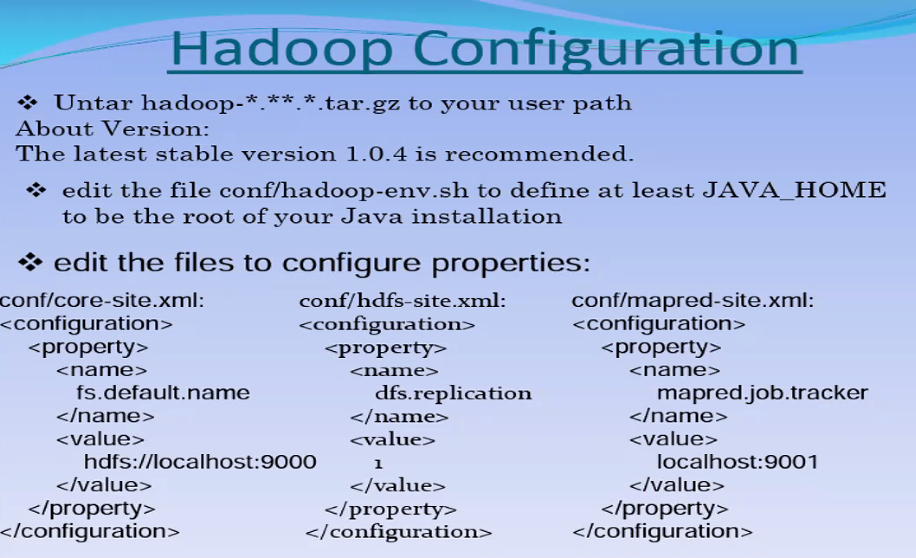 Hadoop Configuration
❖ Untar hadoop-*.**.*.tar.gz to your user path
About Version:
The latest stable version 1.0.4 is recommended.
❖ edit the file conf/hadoop-env.sh to define at least JAVA_HOME
to be the root of your Java installation
❖ edit the files to configure properties:
conf/core-site.xml:
<configuration>
<property>
<name>
fs.default.name
</name>
<value>
hdfs://localhost:9000
</value>
</property>
</configuration>
conf/hdfs-site.xml:
<configuration>
<property>
<name>
dfs.replication
</name>
<value>
1
</value>
</property>
</configuration>
conf/mapred-site.xml:
<configuration>
<property>
<name>
mapred.job.tracker
</name>
<value>
localhost:9001
</value>
</property>
</configuration>